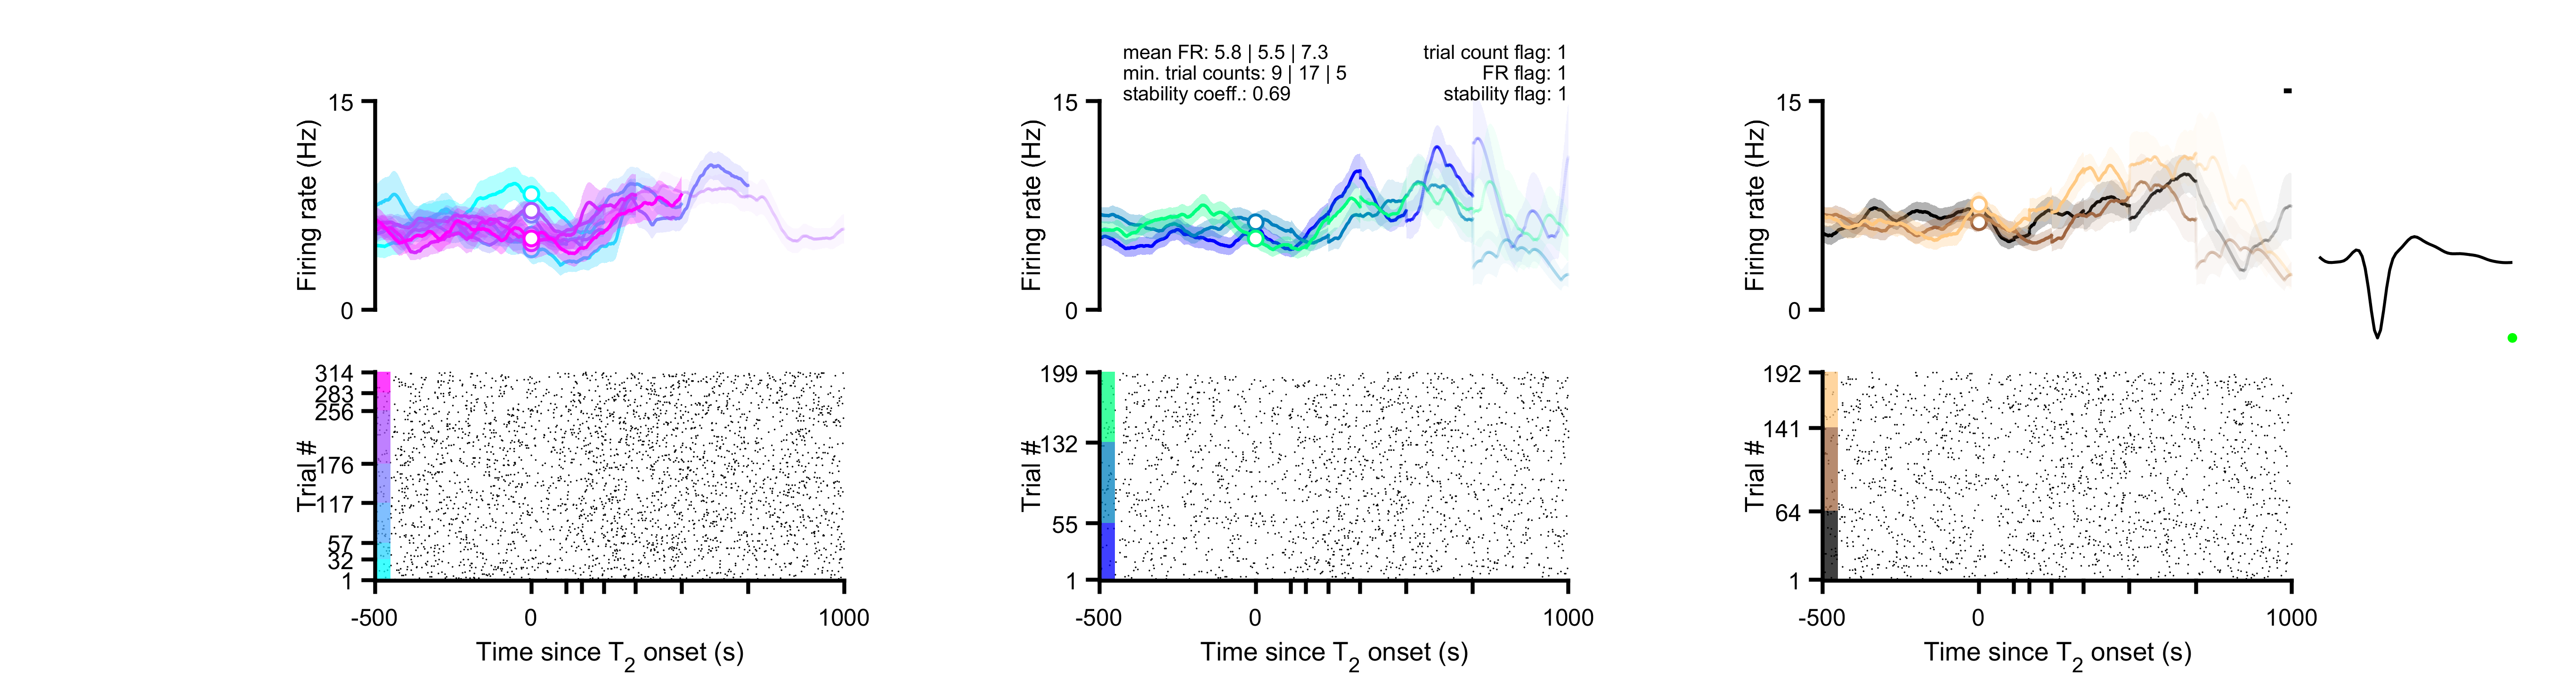 mean FR: 5.8 | 5.5 | 7.3
min. trial counts: 9 | 17 | 5
stability coeff.: 0.69
trial count flag: 1
FR flag: 1
stability flag: 1
15
Firing rate (Hz)
0
15
Firing rate (Hz)
0
15
Firing rate (Hz)
0
314
283
256
176
117
57
32
1
Trial #
-500
0
1000
Time since T2 onset (s)
199
132
55
1
Trial #
-500
0
1000
Time since T2 onset (s)
192
141
64
1
Trial #
-500
0
1000
Time since T2 onset (s)